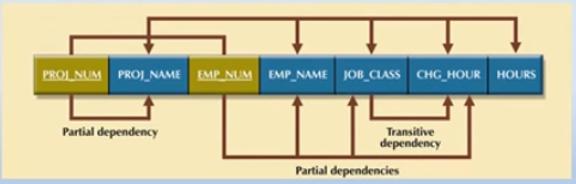 PROJ_NUM PROJ_NAME EMP_NUM EMP_NAME JOB_CLASS CHG_HOUR HOURS
Partial dependency
Transitive
dependency
Partial dependencies